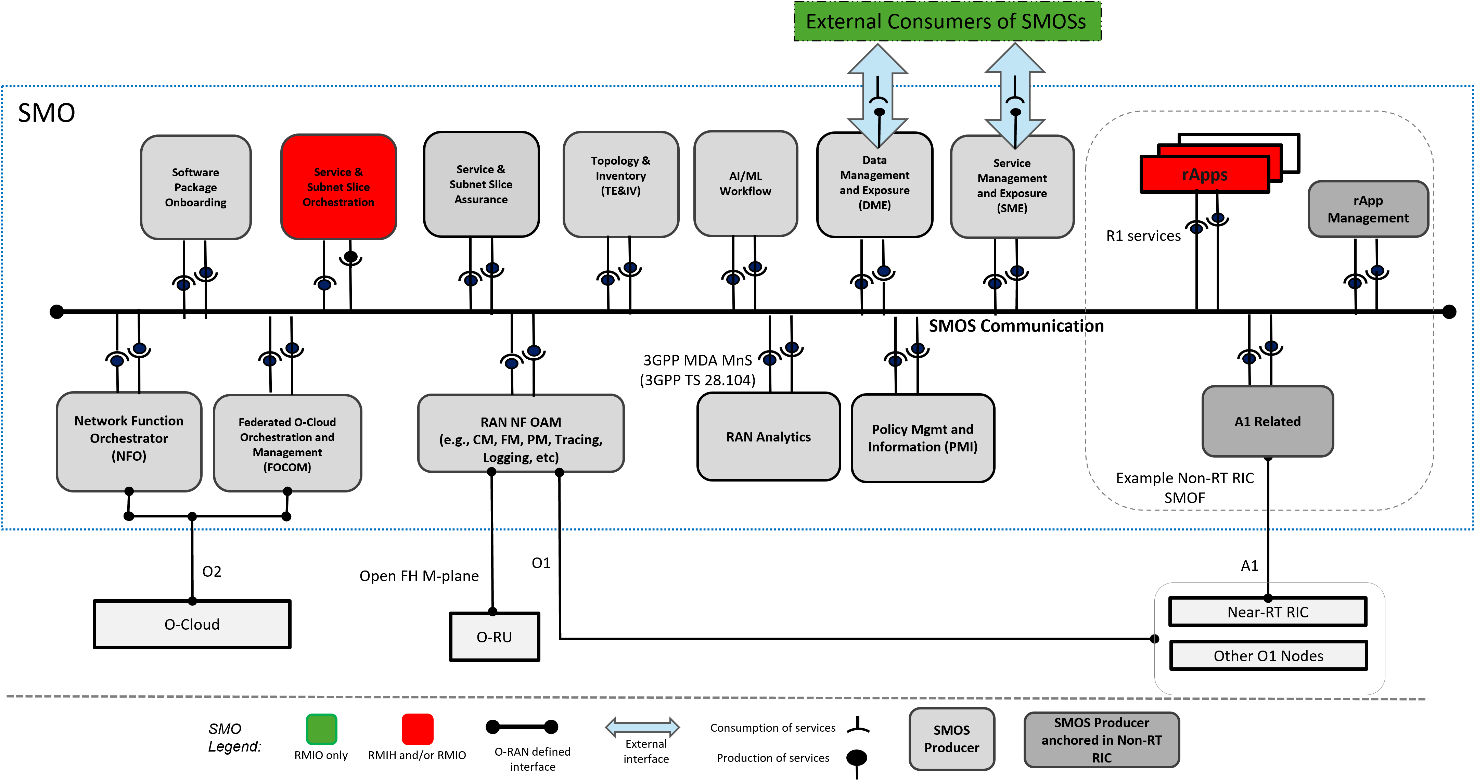 External Consumers of SMOSs
SMO
Software
Package
Onboarding
Service &
Subnet Slice
Orchestration
Service &
Subnet Slice
Assurance
Topology &
Inventory
(TE&IV)
AI/ML
Workflow
Data
Management
and Exposure
(DME)
Service
Management
and Exposure
(SME)
rApps
rApp
Management
R1 services
SMOS Communication
3GPP MDA MnS
(3GPP TS 28.104)
Network Function
Orchestrator
(NFO)
Federated O-Cloud
Orchestration and
Management
(FOCOM)
RAN NF OAM
(e.g., CM, FM, PM, Tracing,
Logging, etc)
RAN Analytics
Policy Mgmt and
Information (PMI)
A1 Related
Example Non-RT RIC
SMOF
O2
Open FH M-plane
O1
A1
O-Cloud
O-RU
Near-RT RIC
Other O1 Nodes
SMO
Legend:
RMIO only
RMIH and/or RMIO
O-RAN defined
interface
External
interface
Consumption of services
Production of services
SMOS
Producer
SMOS Producer
anchored in Non-RT
RIC